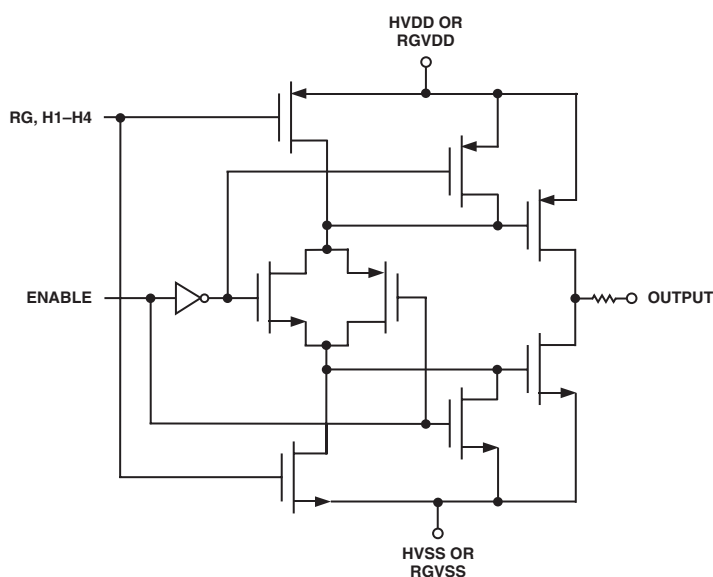 HVDD OR
RGVDD
RG, H1–H4
ENABLE
OUTPUT
HVSS OR
RGVSS